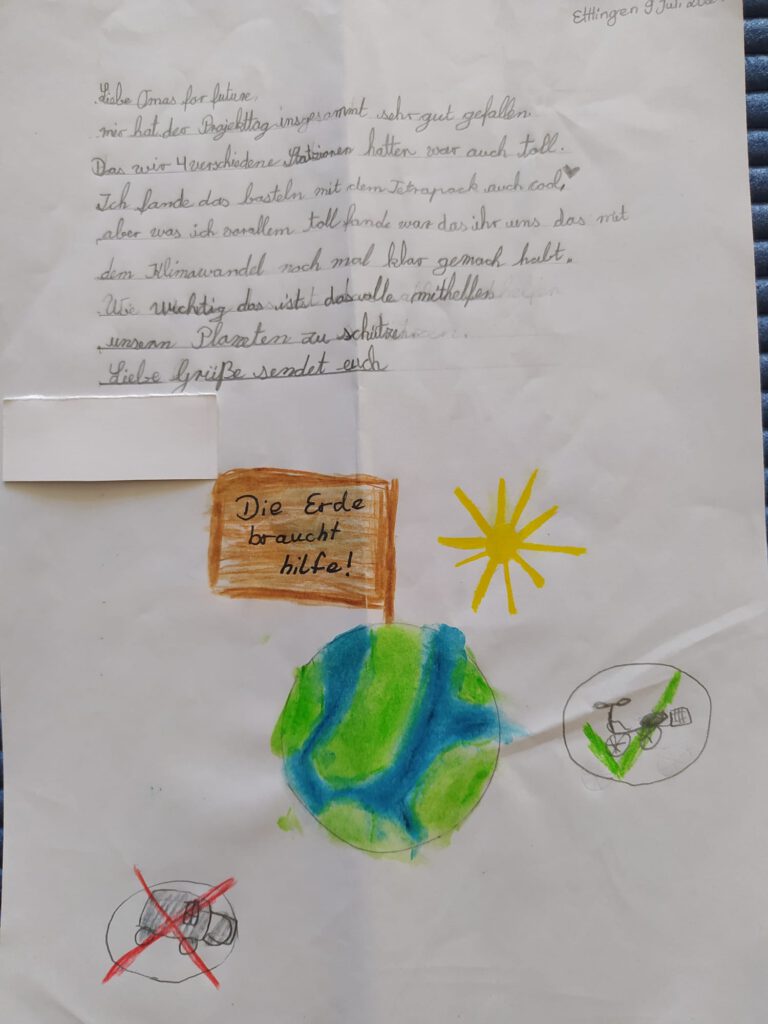 Ettlingen 9 Juli
Liebe Omas for future,
mir hat der Projekttag insgesammt sehr gut gefallen.
Das wir 4 verschiedene Statzionen hatten war auch toll.
Ich fande das basteln mit dem Tetrapack auch cool,
aber was ich vorallem toll fande war das ihr uns das mit
dem Klimawandel noch mal klar gemach habt.
Wie wichtig das ist das alle mithelfen
unsern Planeten zu schütze
Liebe Grüße sendet euch
Die Erde
braucht
hilfe!